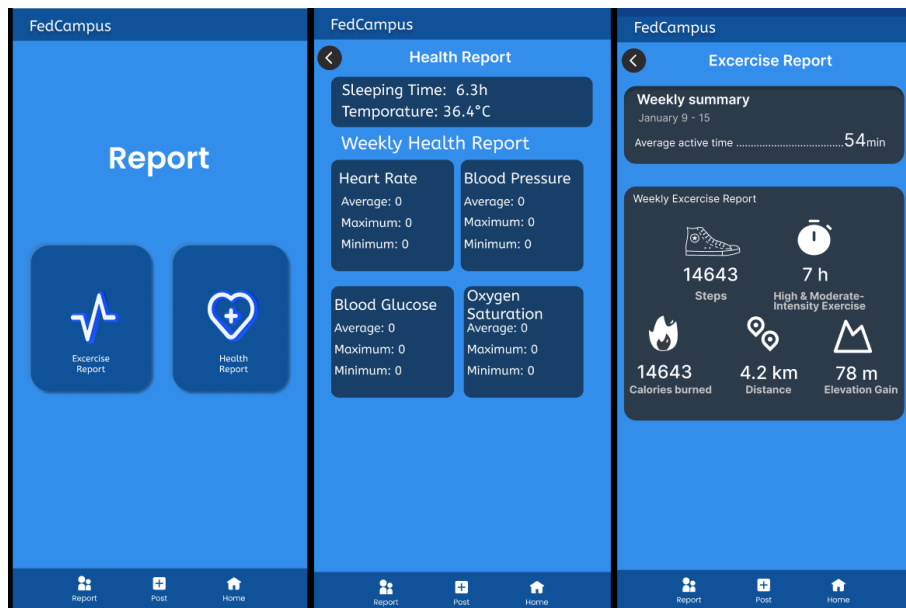 FedCampus
Report
Excercise
Report
Health
Report
Report
Post
Home
FedCampus
Health Report
Sleeping Time: 6.3h
Temporature: 36.4°C
Weekly Health Report
Heart Rate
Average: 0
Maximum: 0
Minimum: 0
Blood Pressure
Average: 0
Maximum: 0
Minimum: 0
Blood Glucose
Average: 0
Maximum: 0
Minimum: 0
Oxygen
Saturation
Average: 0
Maximum: 0
Minimum: 0
Report
Post
Home
FedCampus
Excercise Report
Weekly summary
January 9 - 15
Average active time ......................................54min
Weekly Excercise Report
14643
Steps
7 h
High & Moderate-
Intensity Exercise
14643
Calories burned
4.2 km
Distance
78 m
Elevation Gain
Report
Post
Home